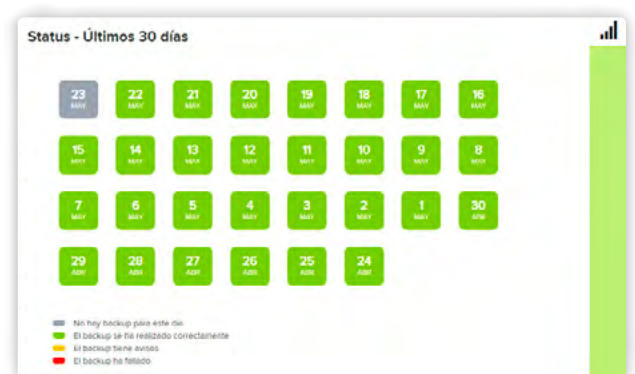 Status - Últimos 30 días
23 22 21 20 19 18 17 16
MAY MAY MAY MAY MAY MAY MAY MAY
15 14 13 12 11 10 9 8
MAY MAY MAY MAY MAY MAY MAY MAY
7 6 5 4 3 2 1 30
MAY MAY MAY MAY MAY MAY MAY ABR
29 28 27 26 25 24
ABR ABR ABR ABR ABR ABR
No hay backup para este día
El backup se ha realizado correctamente
El backup tiene avisos
El backup ha fallado